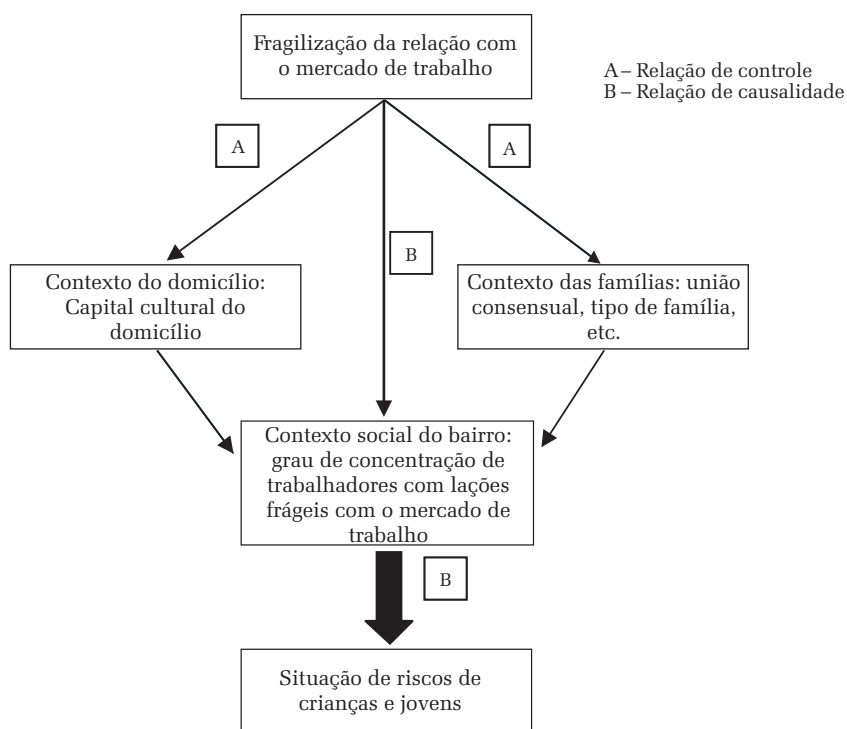 Fragilização da relação com
o mercado de trabalho
A – Relação de controle
B – Relação de causalidade
A
A
B
Contexto do domicílio:
Capital cultural do
domicílio
Contexto das famílias: união
consensual, tipo de família,
etc.
Contexto social do bairro:
grau de concentração de
trabalhadores com lações
frágeis com o mercado de
trabalho
B
Situação de riscos de
crianças e jovens